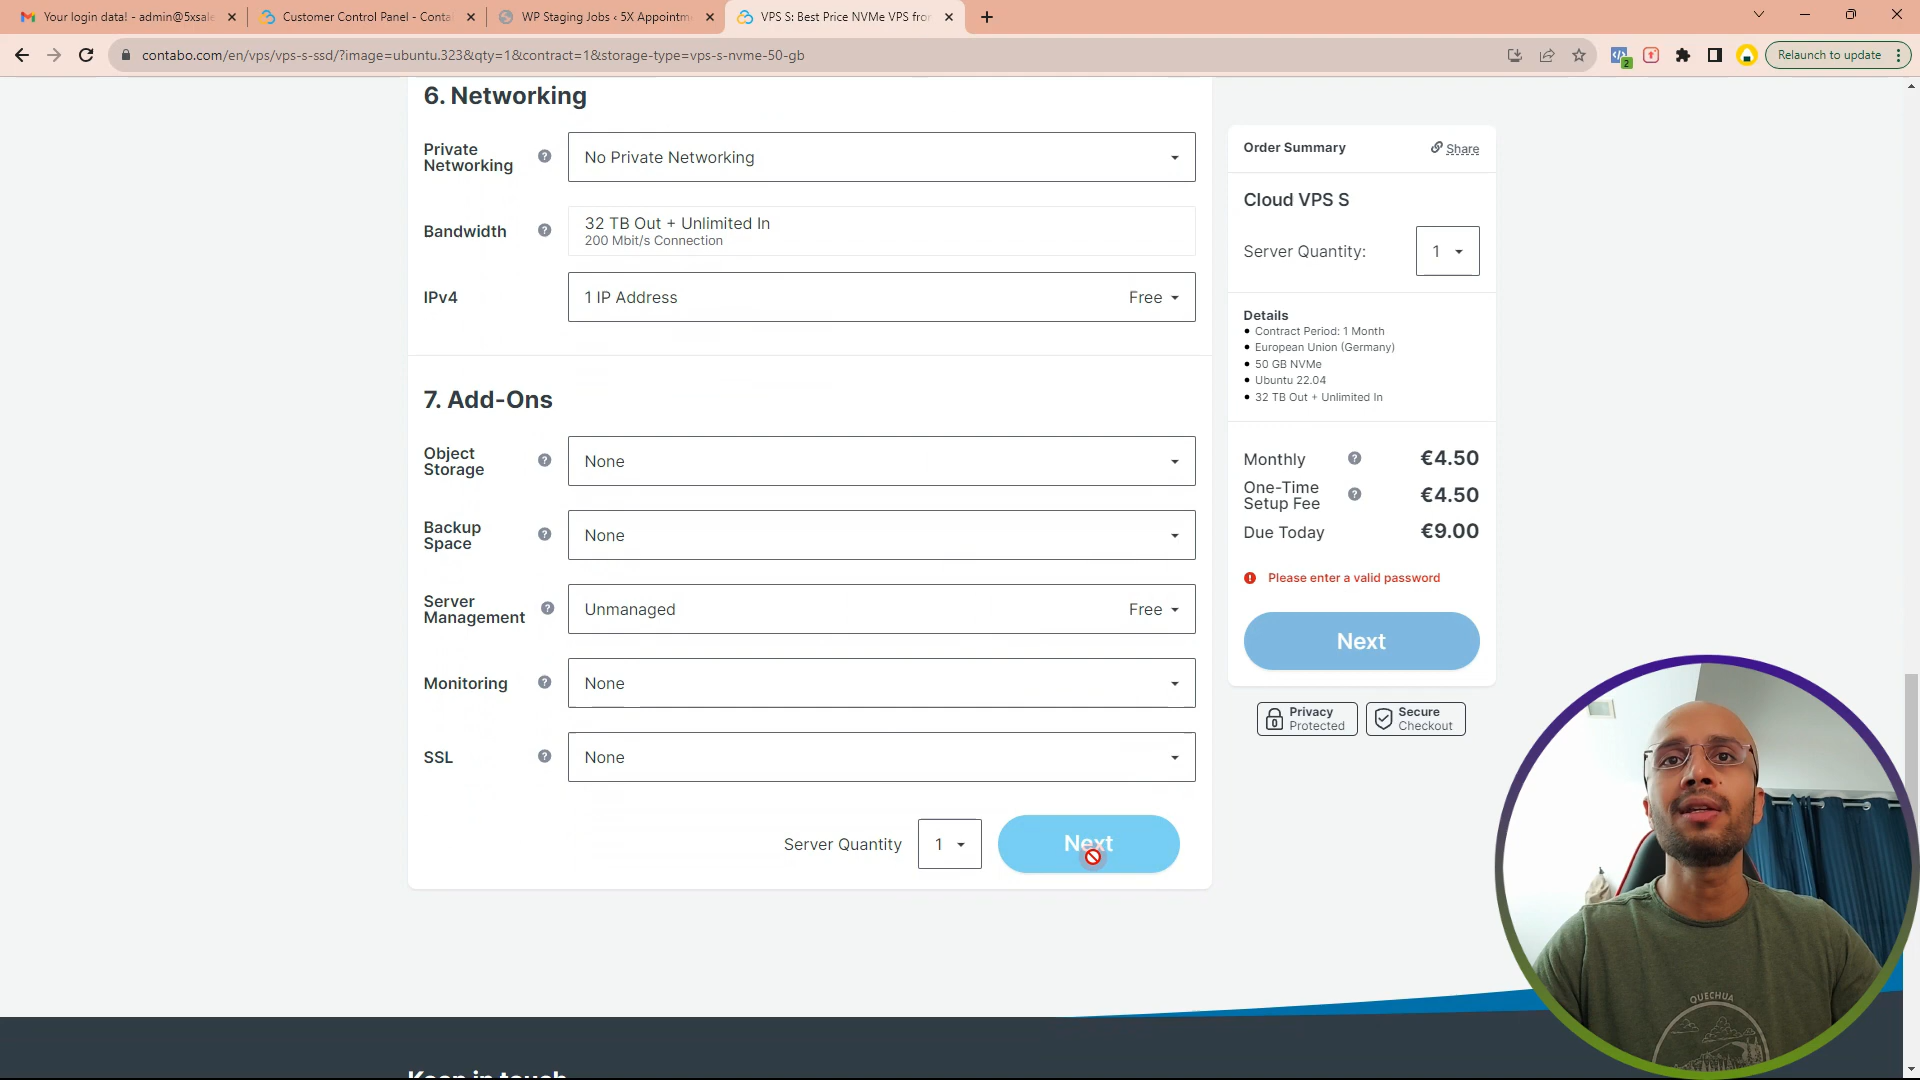 Your login data! - admin@5xsale
Customer Control Panel - Conta
WP Staging Jobs ‹ 5X Appointm
VPS S: Best Price NVMe VPS from
contabo.com/en/vps/vps-s-ssd/?image=ubuntu.323&qty=1&contract=1&storage-type=vps-s-nvme-50-gb
2
Relaunch to update
6. Networking
Private
Networking
No Private Networking
Bandwidth
32 TB Out + Unlimited In
200 Mbit/s Connection
IPv4
1 IP Address
Free
7. Add-Ons
Object
Storage
None
Backup
Space
None
Server
Management
Unmanaged
Free
Monitoring
None
SSL
None
Server Quantity
1
Next
Order Summary
Share
Cloud VPS S
Server Quantity:
1
Details
• Contract Period: 1 Month
• European Union (Germany)
• 50 GB NVMe
• Ubuntu 22.04
• 32 TB Out + Unlimited In
Monthly
€4.50
One-Time
Setup Fee
€4.50
Due Today
€9.00
Please enter a valid password
Next
Privacy
Protected
Secure
Checkout
QUECHUA